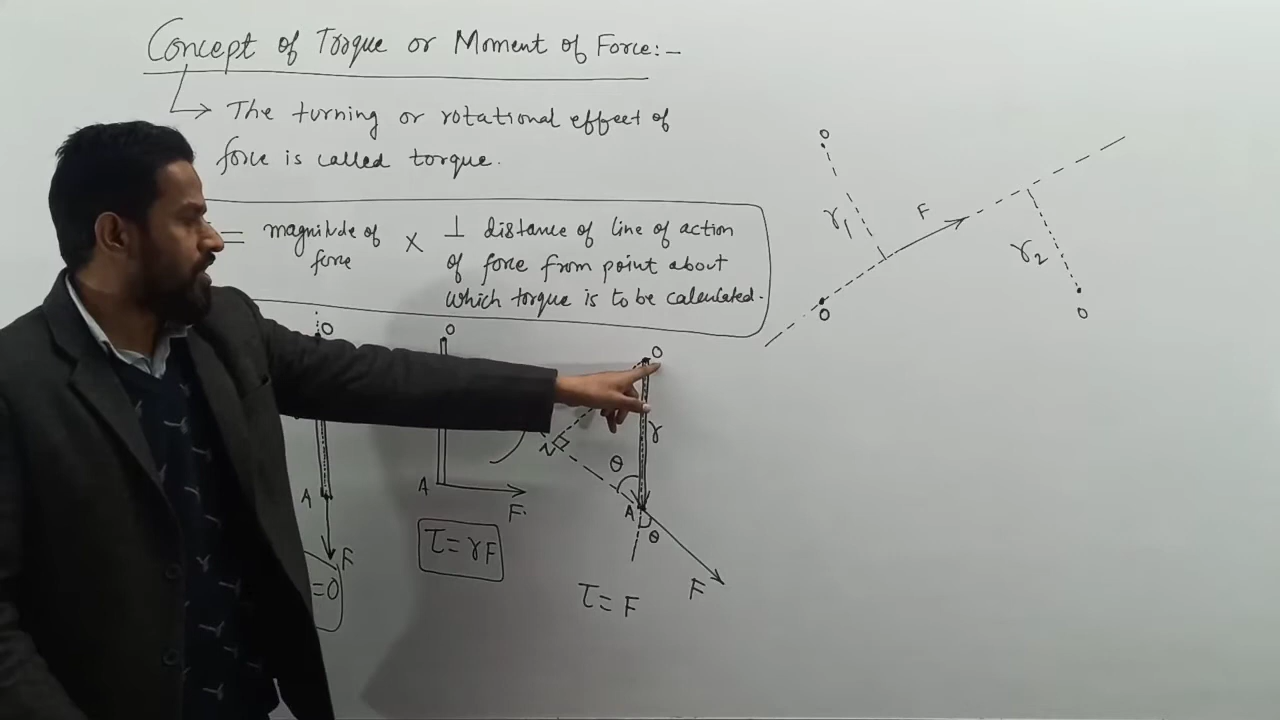 Concept of Torque or Moment of Force:-
The turning or rotational effect of
force is called torque.
= magnitude of force × ⊥ distance of line of action
of force from point about
which torque is to be calculated.
O
A
F
=0
O
A
F
τ=rF
O
r
θ
N
A
θ
F
τ=F
O
r1
F
r2
O
O